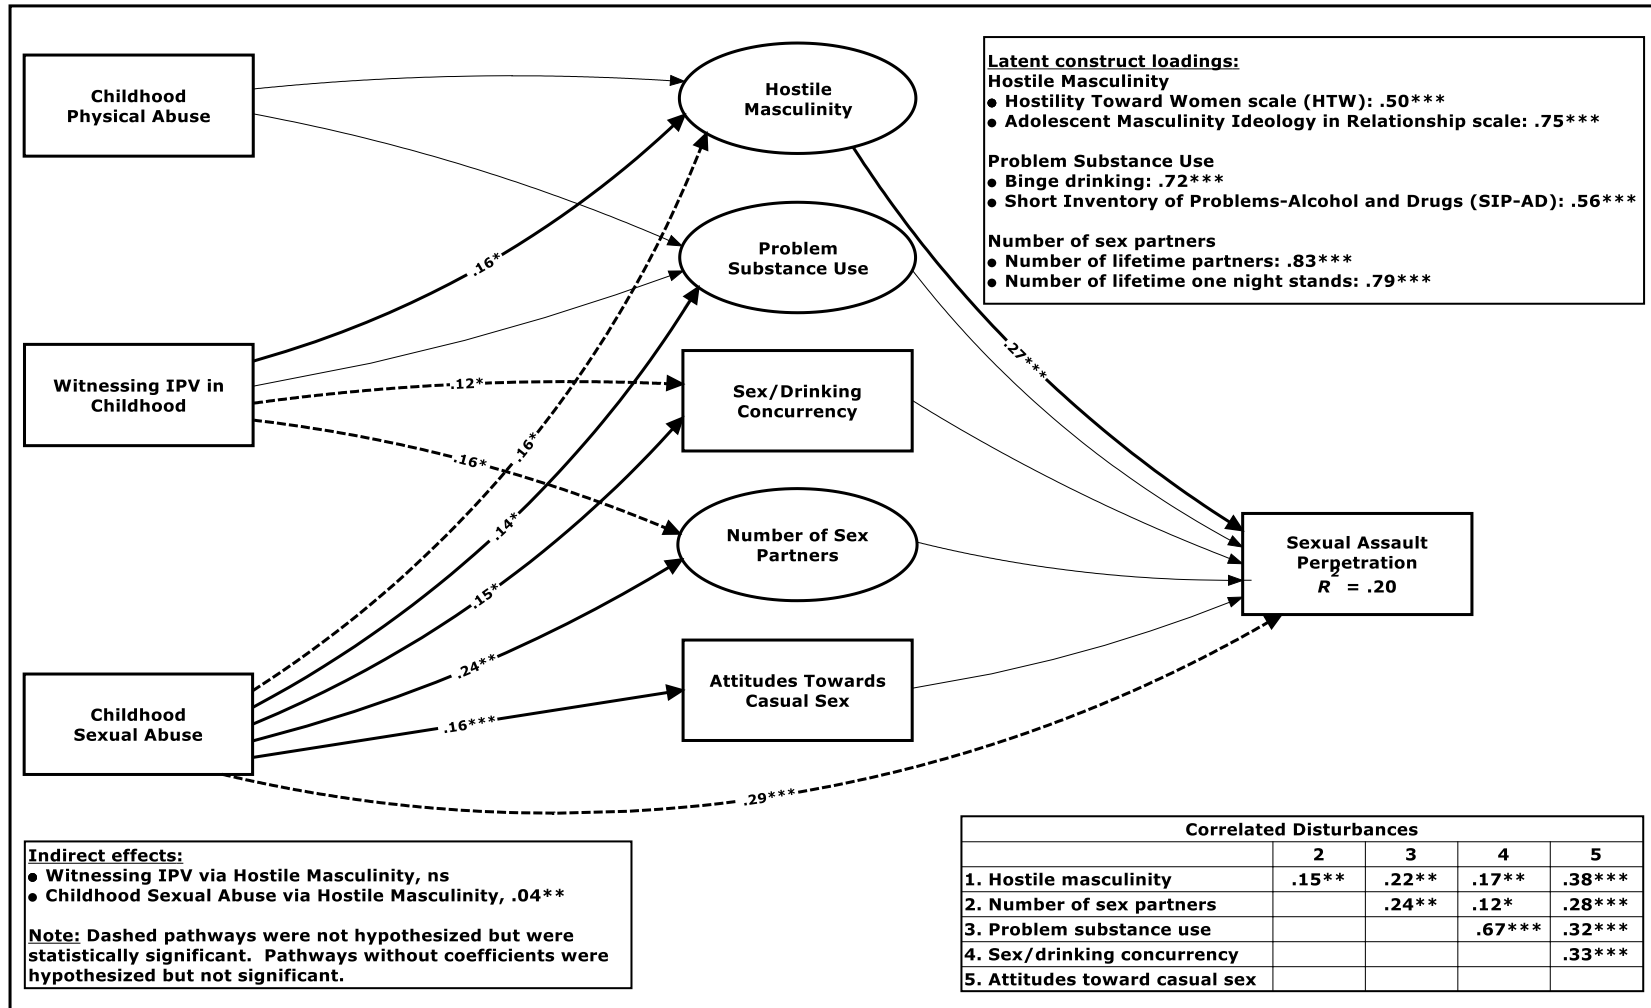 Childhood
Physical Abuse
Witnessing IPV in
Childhood
Childhood
Sexual Abuse
Hostile
Masculinity
Problem
Substance Use
Sex/Drinking
Concurrency
Number of Sex
Partners
Attitudes Towards
Casual Sex
Sexual Assault
Perpetration
R² = .20
.16*
.12*
.16*
.16*
.14*
.15*
.24**
.16***
.29***
.27***
Latent construct loadings:
Hostile Masculinity
● Hostility Toward Women scale (HTW): .50***
● Adolescent Masculinity Ideology in Relationship scale: .75***
Problem Substance Use
● Binge drinking: .72***
● Short Inventory of Problems-Alcohol and Drugs (SIP-AD): .56***
Number of sex partners
● Number of lifetime partners: .83***
● Number of lifetime one night stands: .79***
Indirect effects:
● Witnessing IPV via Hostile Masculinity, ns
● Childhood Sexual Abuse via Hostile Masculinity, .04**
Note: Dashed pathways were not hypothesized but were
statistically significant.  Pathways without coefficients were
hypothesized but not significant.
Correlated Disturbances
2 3 4 5
1. Hostile masculinity .15** .22** .17** .38***
2. Number of sex partners .24** .12* .28***
3. Problem substance use .67*** .32***
4. Sex/drinking concurrency .33***
5. Attitudes toward casual sex